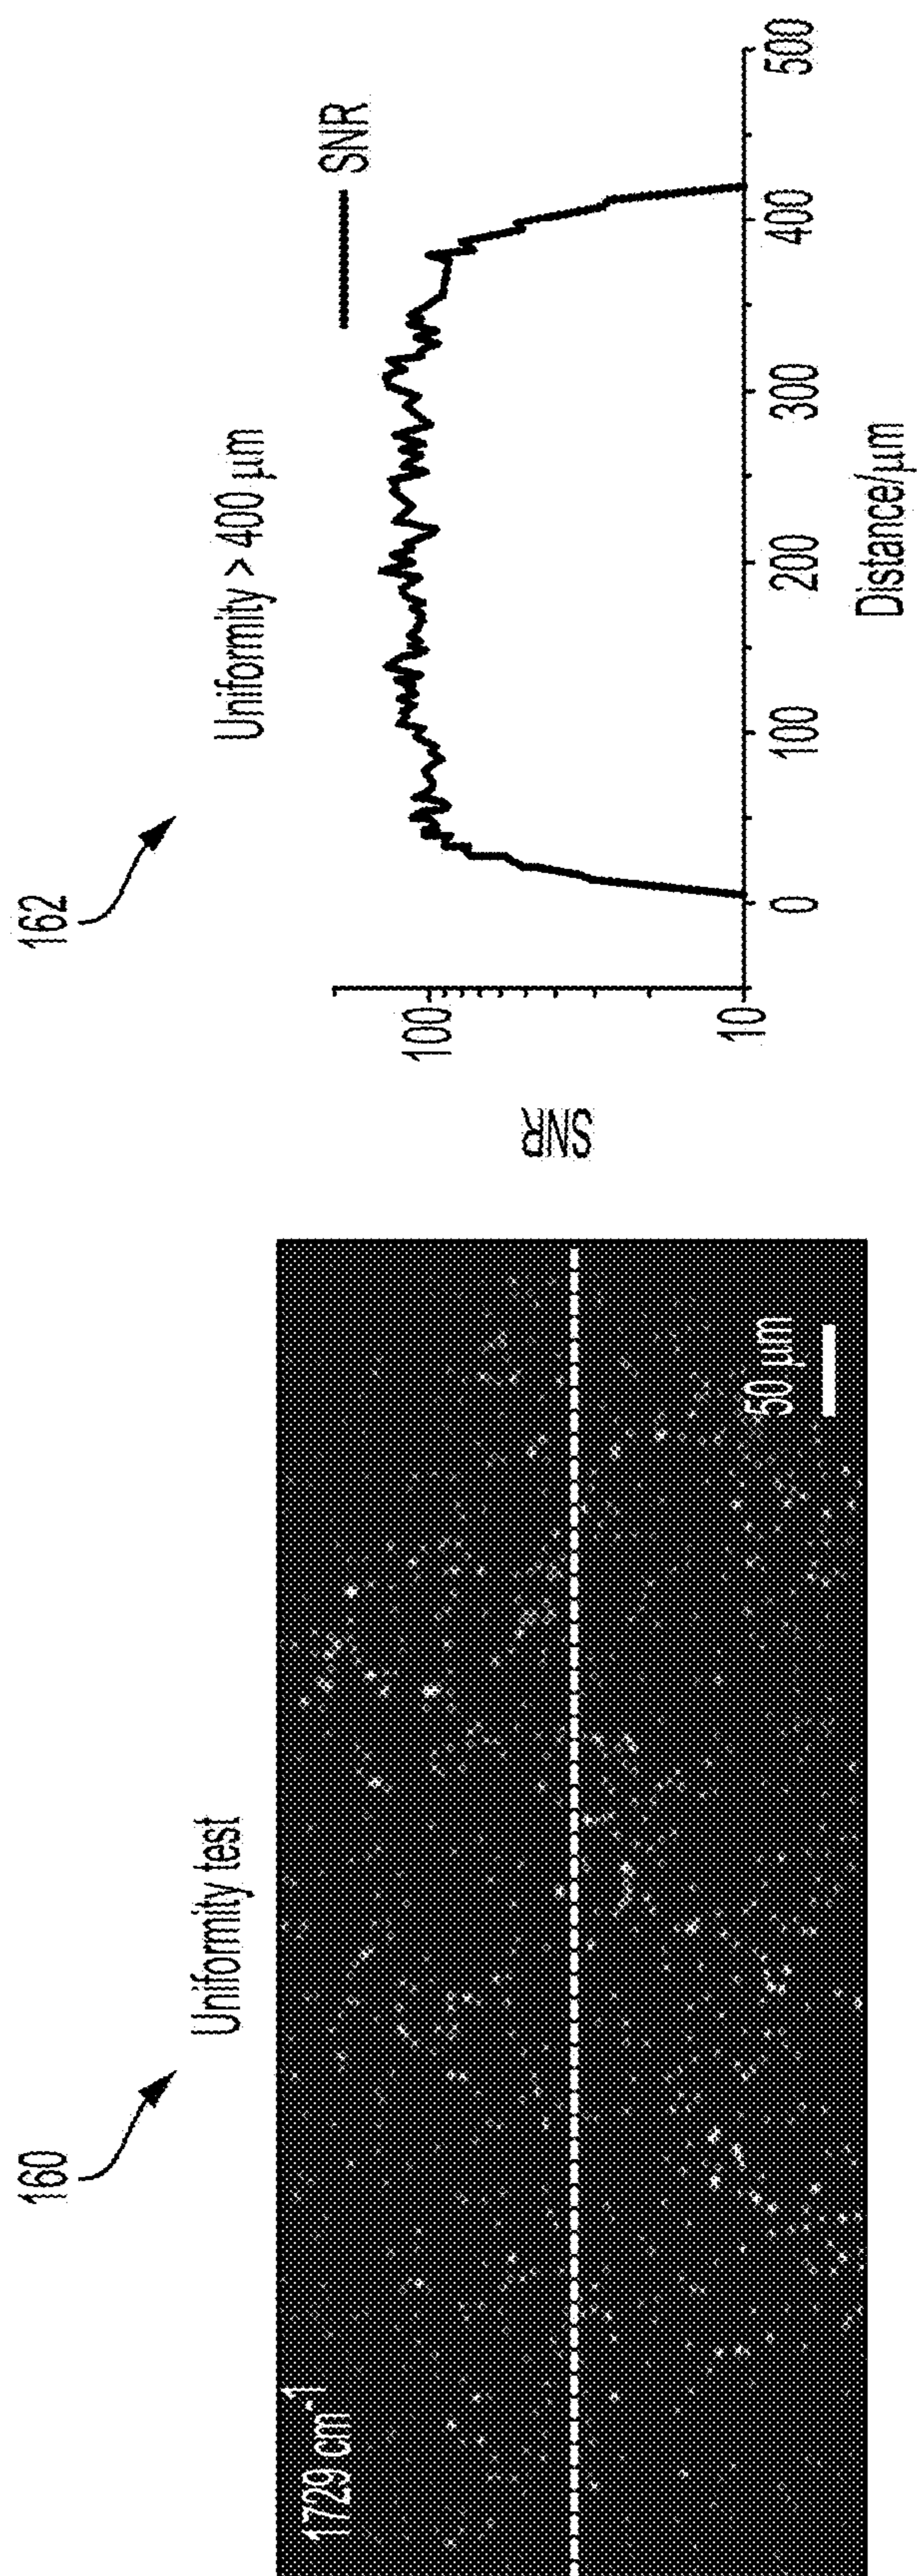 160
Uniformity test
1729 cm-1
50 μm
162
Uniformity > 400 μm
SNR
SNR
100
10
0
100
200
300
400
500
Distance/μm